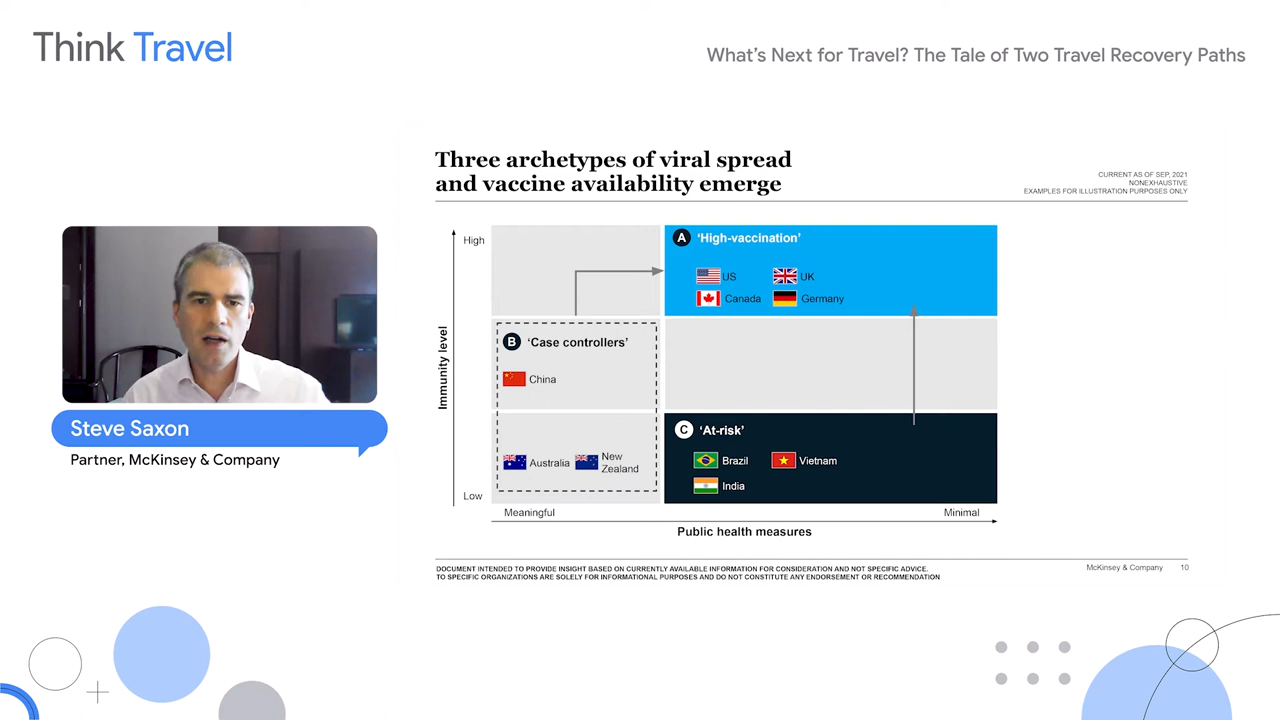 Think Travel
What's Next for Travel? The Tale of Two Travel Recovery Paths
Steve Saxon
Partner, McKinsey & Company
Three archetypes of viral spread
and vaccine availability emerge
CURRENT AS OF SEP, 2021
NONEXHAUSTIVE
EXAMPLES FOR ILLUSTRATION PURPOSES ONLY
Immunity level
High
Low
A 'High-vaccination'
US UK
Canada Germany
B 'Case controllers'
China
Australia New
Zealand
C 'At-risk'
Brazil Vietnam
India
Meaningful Minimal
Public health measures
DOCUMENT INTENDED TO PROVIDE INSIGHT BASED ON CURRENTLY AVAILABLE INFORMATION FOR CONSIDERATION AND NOT SPECIFIC ADVICE.
TO SPECIFIC ORGANIZATIONS ARE SOLELY FOR INFORMATIONAL PURPOSES AND DO NOT CONSTITUTE ANY ENDORSEMENT OR RECOMMENDATION
McKinsey & Company 10